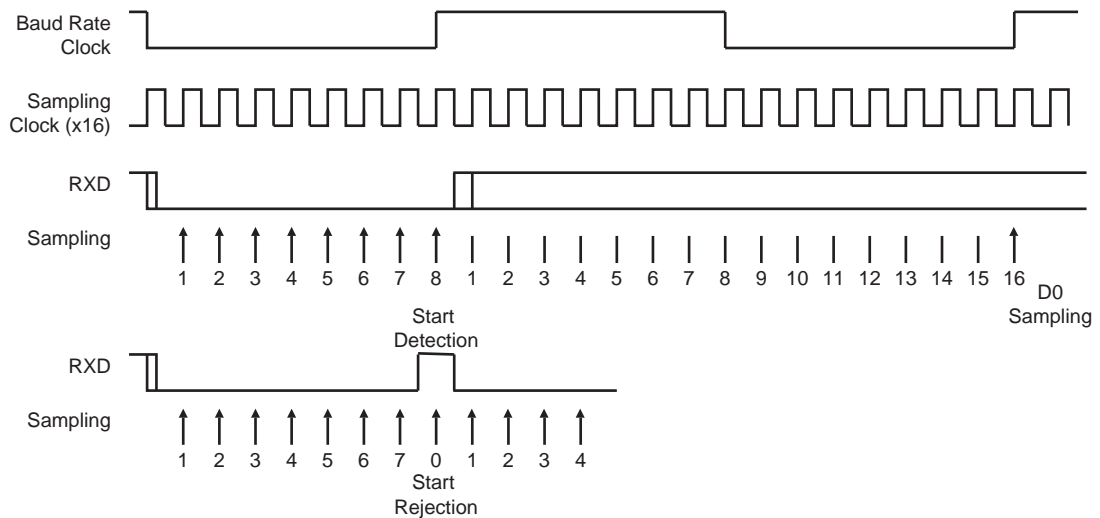 Baud Rate
Clock
Sampling
Clock (x16)
RXD
Sampling
1 2 3 4 5 6 7 8 1 2 3 4 5 6 7 8 9 10 11 12 13 14 15 16
D0
Sampling
Start
Detection
RXD
Sampling
1 2 3 4 5 6 7 0 1 2 3 4
Start
Rejection